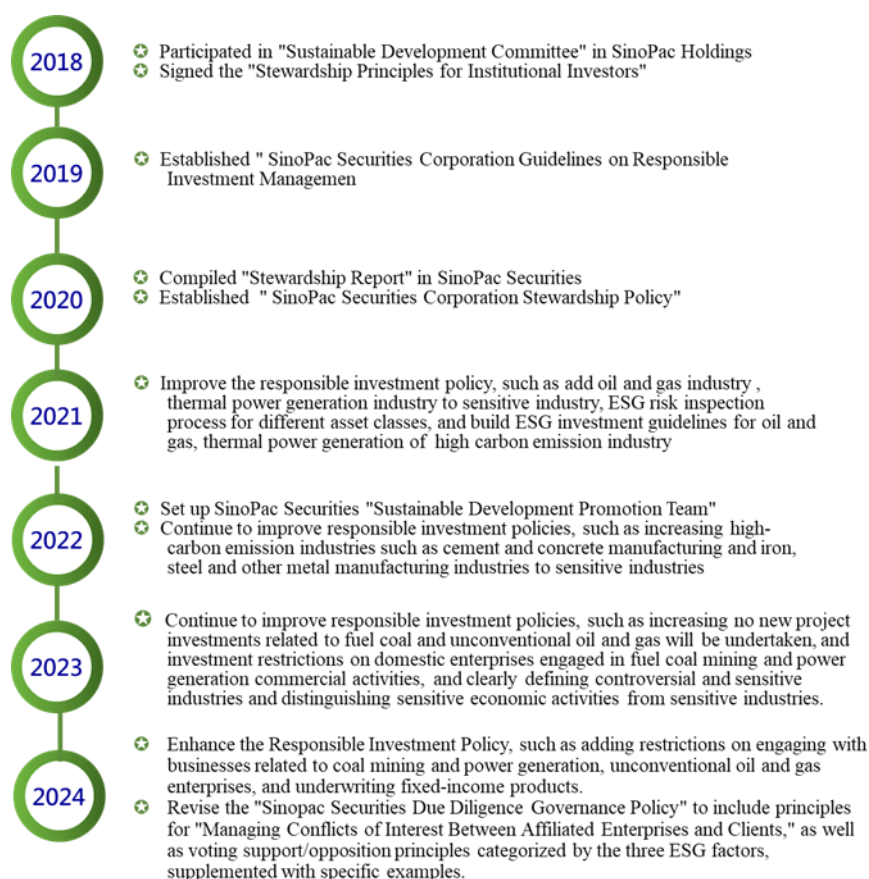 2018
Participated in "Sustainable Development Committee" in SinoPac Holdings
Signed the "Stewardship Principles for Institutional Investors"
2019
Established " SinoPac Securities Corporation Guidelines on Responsible
Investment Managemen
2020
Compiled "Stewardship Report" in SinoPac Securities
Established " SinoPac Securities Corporation Stewardship Policy"
2021
Improve the responsible investment policy, such as add oil and gas industry ,
thermal power generation industry to sensitive industry, ESG risk inspection
process for different asset classes, and build ESG investment guidelines for oil and
gas, thermal power generation of high carbon emission industry
2022
Set up SinoPac Securities "Sustainable Development Promotion Team"
Continue to improve responsible investment policies, such as increasing high-
carbon emission industries such as cement and concrete manufacturing and iron,
steel and other metal manufacturing industries to sensitive industries
2023
Continue to improve responsible investment policies, such as increasing no new project
investments related to fuel coal and unconventional oil and gas will be undertaken, and
investment restrictions on domestic enterprises engaged in fuel coal mining and power
generation commercial activities, and clearly defining controversial and sensitive
industries and distinguishing sensitive economic activities from sensitive industries.
2024
Enhance the Responsible Investment Policy, such as adding restrictions on engaging with
businesses related to coal mining and power generation, unconventional oil and gas
enterprises, and underwriting fixed-income products.
Revise the "Sinopac Securities Due Diligence Governance Policy" to include principles
for "Managing Conflicts of Interest Between Affiliated Enterprises and Clients," as well
as voting support/opposition principles categorized by the three ESG factors,
supplemented with specific examples.